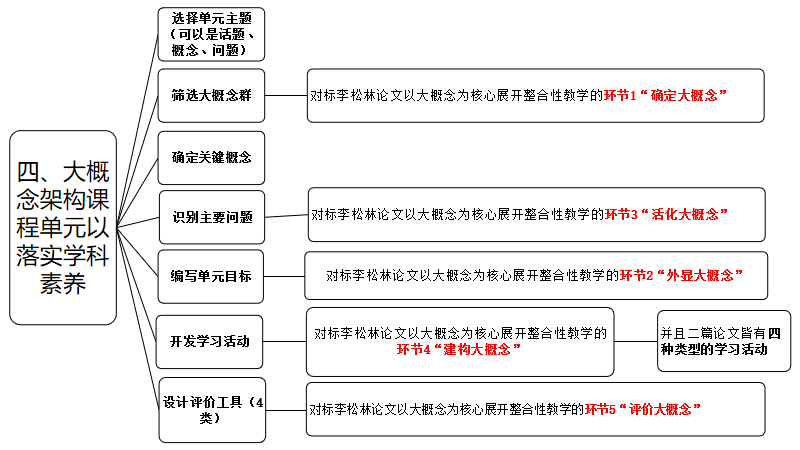 四、大概
念架构课
程单元以
落实学科
素养
选择单元主题
（可以是话题、
概念、问题）
筛选大概念群
对标李松林论文以大概念为核心展开整合性教学的环节1“确定大概念”
确定关键概念
识别主要问题
对标李松林论文以大概念为核心展开整合性教学的环节3“活化大概念”
编写单元目标
对标李松林论文以大概念为核心展开整合性教学的环节2“外显大概念”
开发学习活动
对标李松林论文以大概念为核心展开整合性教学的
环节4“建构大概念”
并且二篇论文皆有四
种类型的学习活动
设计评价工具（4
类）
对标李松林论文以大概念为核心展开整合性教学的环节5“评价大概念”